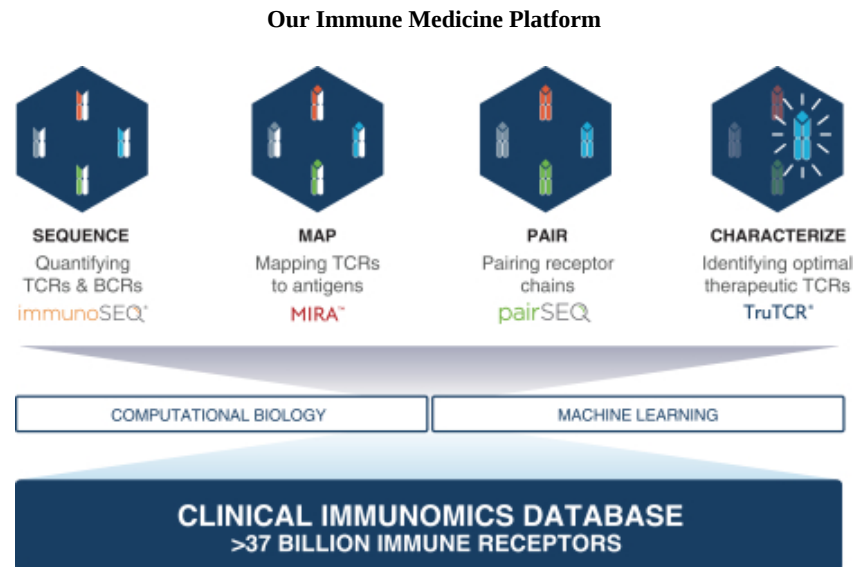 Our Immune Medicine Platform
SEQUENCE
Quantifying
TCRs & BCRs
immunoSEQ®
MAP
Mapping TCRs
to antigens
MIRA™
PAIR
Pairing receptor
chains
pairSEQ
CHARACTERIZE
Identifying optimal
therapeutic TCRs
TruTCR®
COMPUTATIONAL BIOLOGY
MACHINE LEARNING
CLINICAL IMMUNOMICS DATABASE
>37 BILLION IMMUNE RECEPTORS